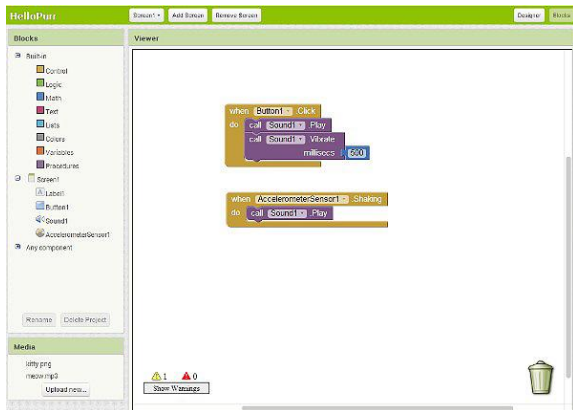 HelloPurr
Screen1 Add Screen Remove Screen Designer Blocks
Blocks
Viewer
Built-in
Control
Logic
Math
Text
Lists
Colors
Variables
Procedures
Screen1
Label1
Button1
Sound1
AccelerometerSensor1
Any component
Rename Delete Project
Media
kitty.png
meow.mp3
Upload new...
when Button1 .Click
do call Sound1 .Play
call Sound1 .Vibrate
millisecs 500
when AccelerometerSensor1 .Shaking
do call Sound1 .Play
1 0
Show Warnings